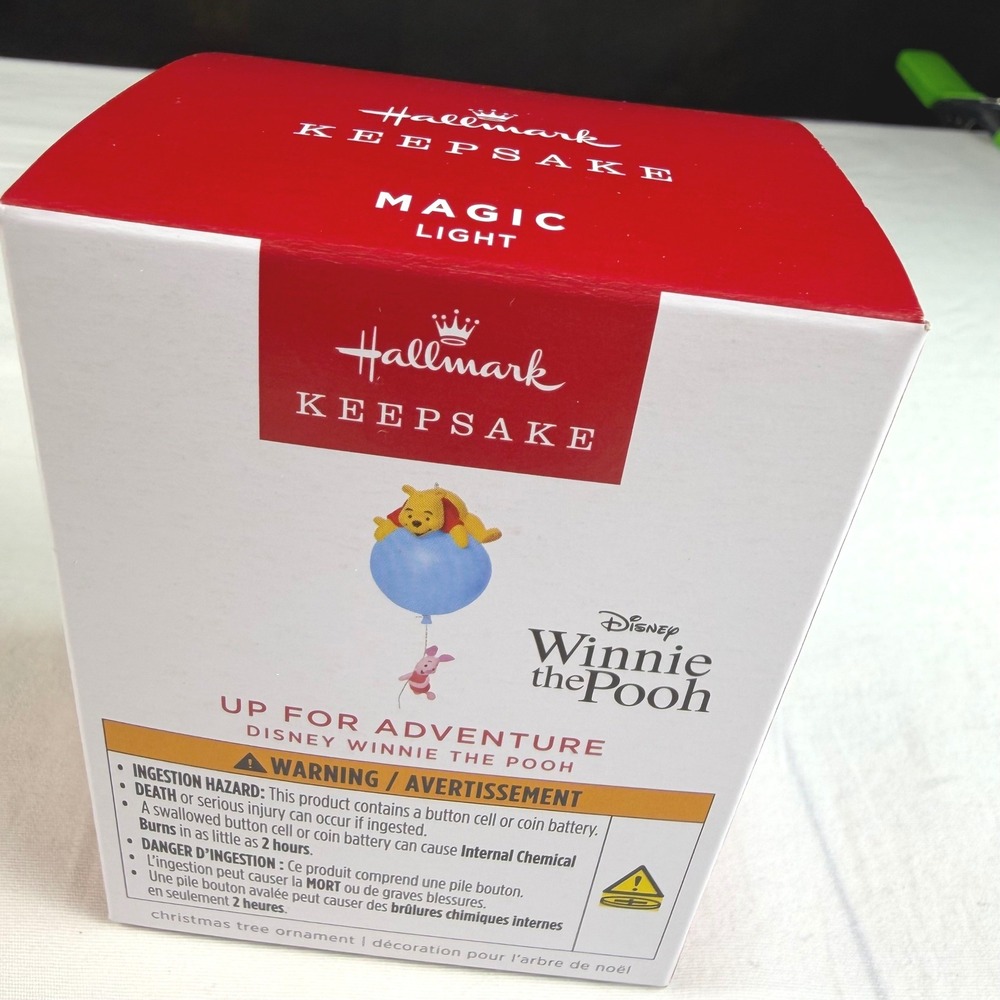 Hallmark
KEEPSAKE
MAGIC
LIGHT
Hallmark
KEEPSAKE
Disney
Winnie
the Pooh
UP FOR ADVENTURE
DISNEY WINNIE THE POOH
WARNING / AVERTISSEMENT
• INGESTION HAZARD: This product contains a button cell or coin battery.
• DEATH or serious injury can occur if ingested.
• A swallowed button cell or coin battery can cause Internal Chemical
Burns in as little as 2 hours.
• DANGER D'INGESTION : Ce produit comprend une pile bouton.
• L'ingestion peut causer la MORT ou de graves blessures.
• Une pile bouton avalée peut causer des brûlures chimiques internes
en seulement 2 heures.
christmas tree ornament | décoration pour l'arbre de noël